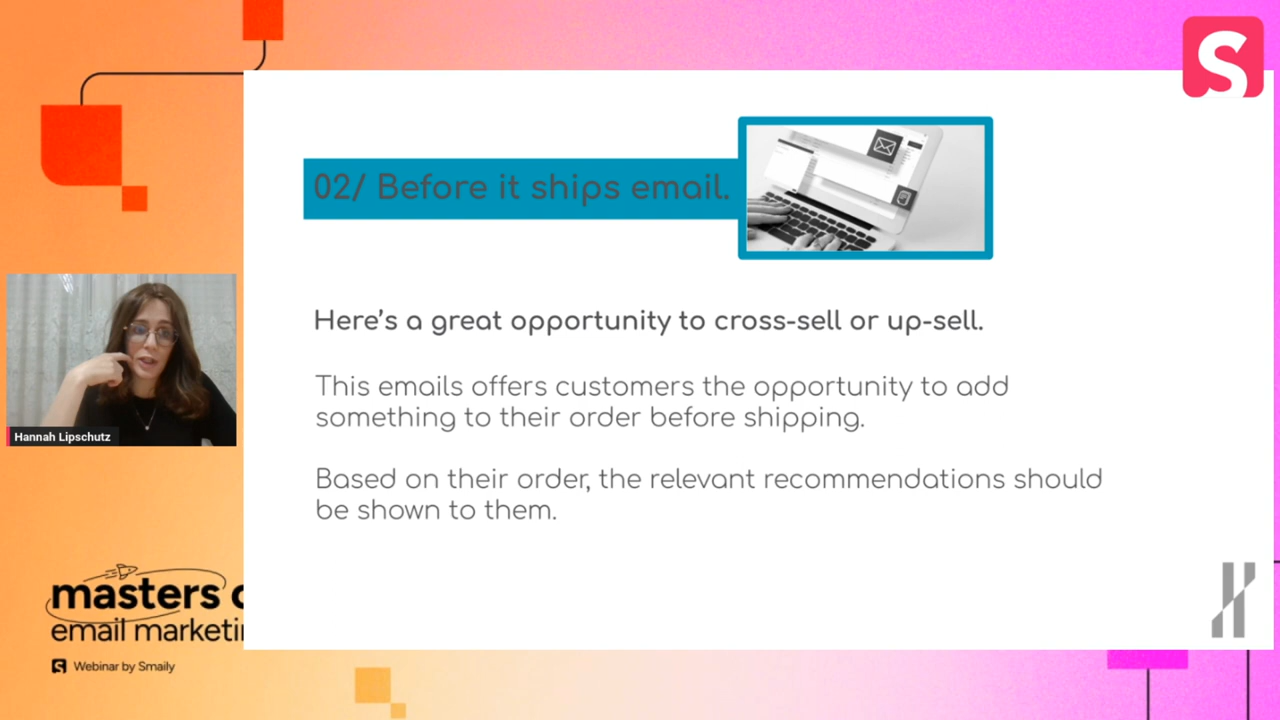 02/ Before it ships email.
Here’s a great opportunity to cross-sell or up-sell.
This emails offers customers the opportunity to add
something to their order before shipping.
Based on their order, the relevant recommendations should
be shown to them.
Hannah Lipschutz
masters
email
Webinar by Smaily